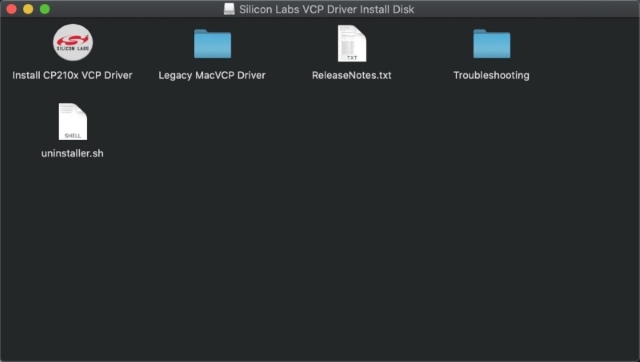 Silicon Labs VCP Driver Install Disk
SILICON LABS
Install CP210x VCP Driver
Legacy MacVCP Driver
TXT
ReleaseNotes.txt
Troubleshooting
SHELL
uninstaller.sh